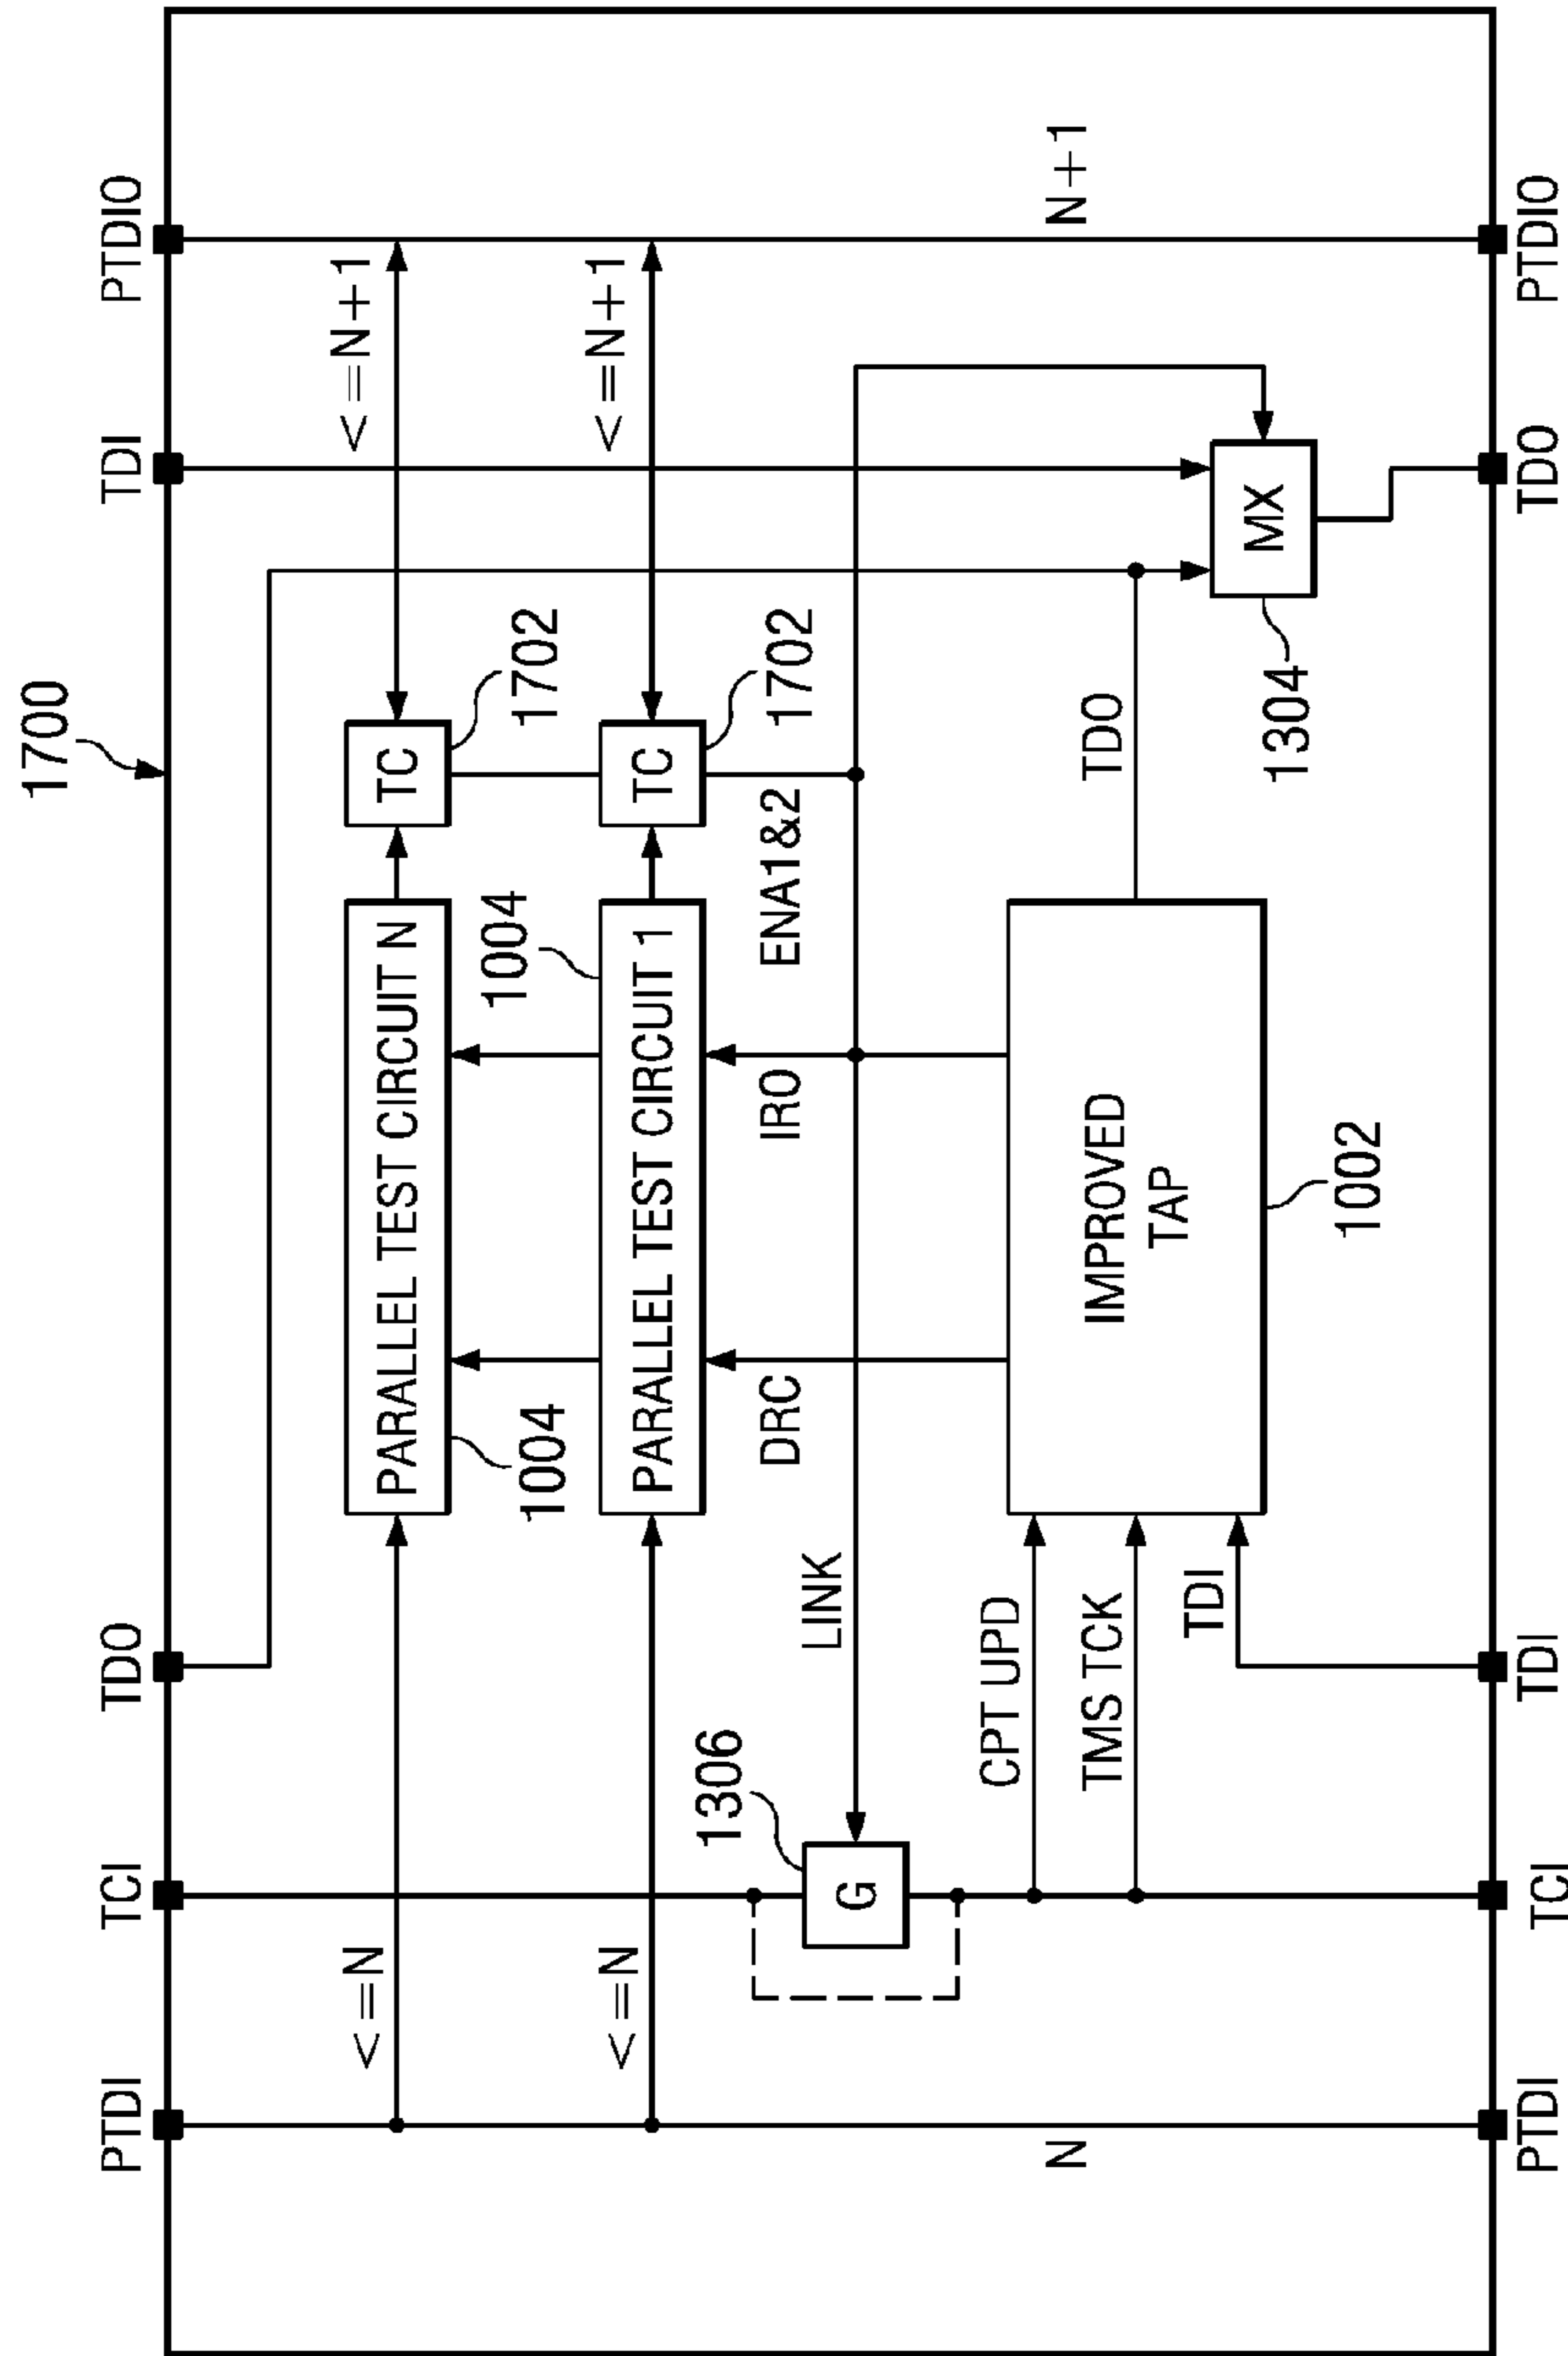 1700
PTDI
TCI
TDO
TDI
PTDIO
<=N
PARALLEL TEST CIRCUIT N
TC
<=N+1
1004
1004
1702
<=N
PARALLEL TEST CIRCUIT 1
TC
<=N+1
1306
DRC
IRO
ENA1&2
1702
LINK
G
CPT UPD
TMS TCK
TDI
IMPROVED
TAP
TDO
N
N+1
MX
1002
1304
PTDI
TCI
TDI
TDO
PTDIO